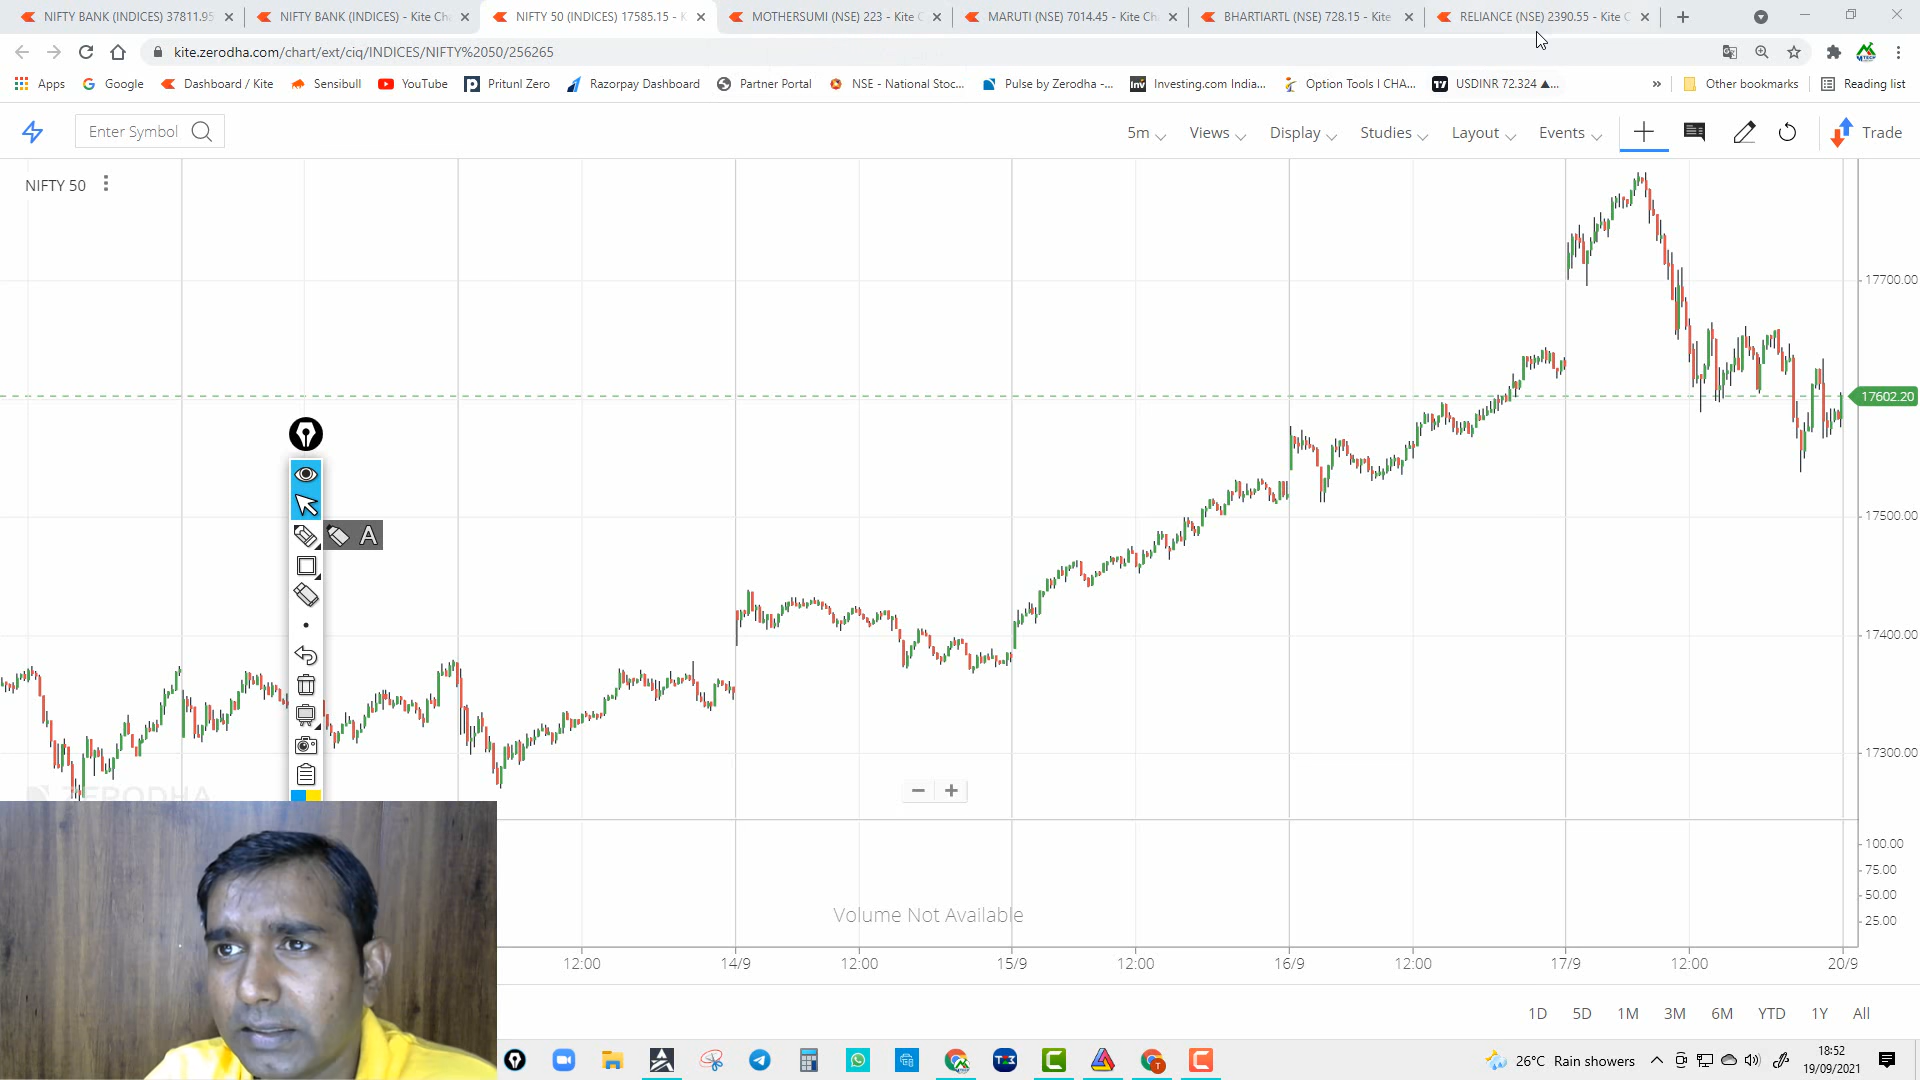 NIFTY BANK (INDICES) 37811.95
NIFTY BANK (INDICES) - Kite Cha
NIFTY 50 (INDICES) 17585.15 - K
MOTHERSUMI (NSE) 223 - Kite C
MARUTI (NSE) 7014.45 - Kite Cha
BHARTIARTL (NSE) 728.15 - Kite
RELIANCE (NSE) 2390.55 - Kite C
kite.zerodha.com/chart/ext/ciq/INDICES/NIFTY%2050/256265
Apps
Google
Dashboard / Kite
Sensibull
YouTube
Pritunl Zero
Razorpay Dashboard
Partner Portal
NSE - National Stoc...
Pulse by Zerodha -...
Investing.com India...
Option Tools I CHA...
USDINR 72.324 ▲...
»
Other bookmarks
Reading list
Enter Symbol
5m
Views
Display
Studies
Layout
Events
Trade
NIFTY 50
17700.00
17602.20
17500.00
17400.00
17300.00
A
ZERODHA
100.00
75.00
50.00
25.00
Volume Not Available
12:00
14/9
12:00
15/9
12:00
16/9
12:00
17/9
12:00
20/9
1D
5D
1M
3M
6M
YTD
1Y
All
26°C Rain showers
18:52
19/09/2021